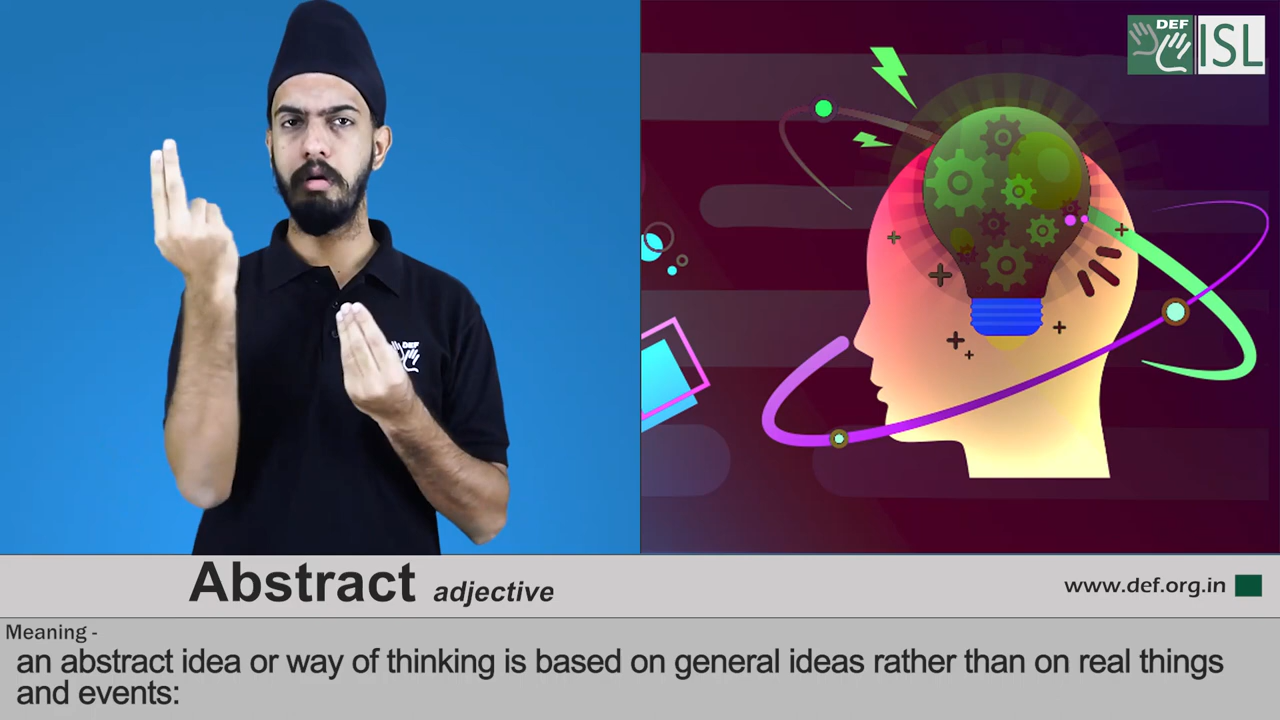 DEF
ISL
DEF
Abstract adjective
www.def.org.in
Meaning -
an abstract idea or way of thinking is based on general ideas rather than on real things
and events: